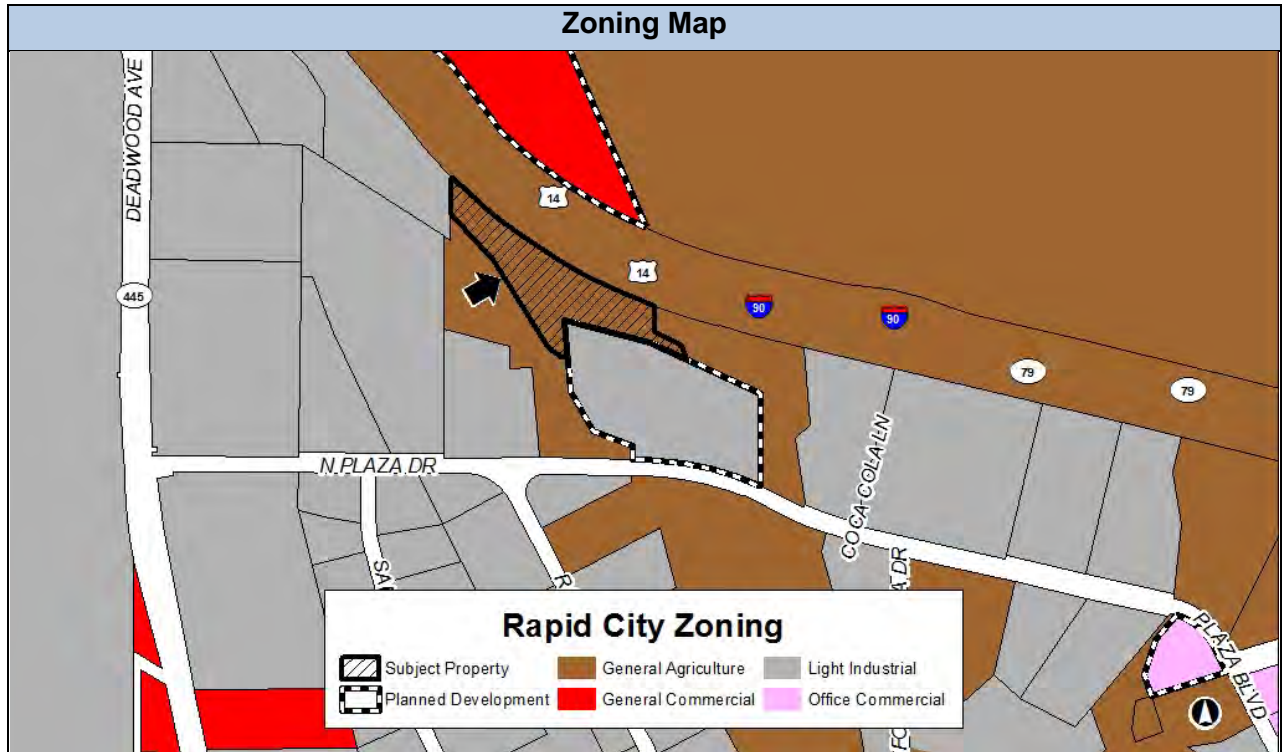 Zoning Map
DEADWOOD AVE
14
14
445
90
90
79
79
N PLAZA DR
COCA COLA LN
PLAZA BLVD
Rapid City Zoning
Subject Property
General Agriculture
Light Industrial
Planned Development
General Commercial
Office Commercial